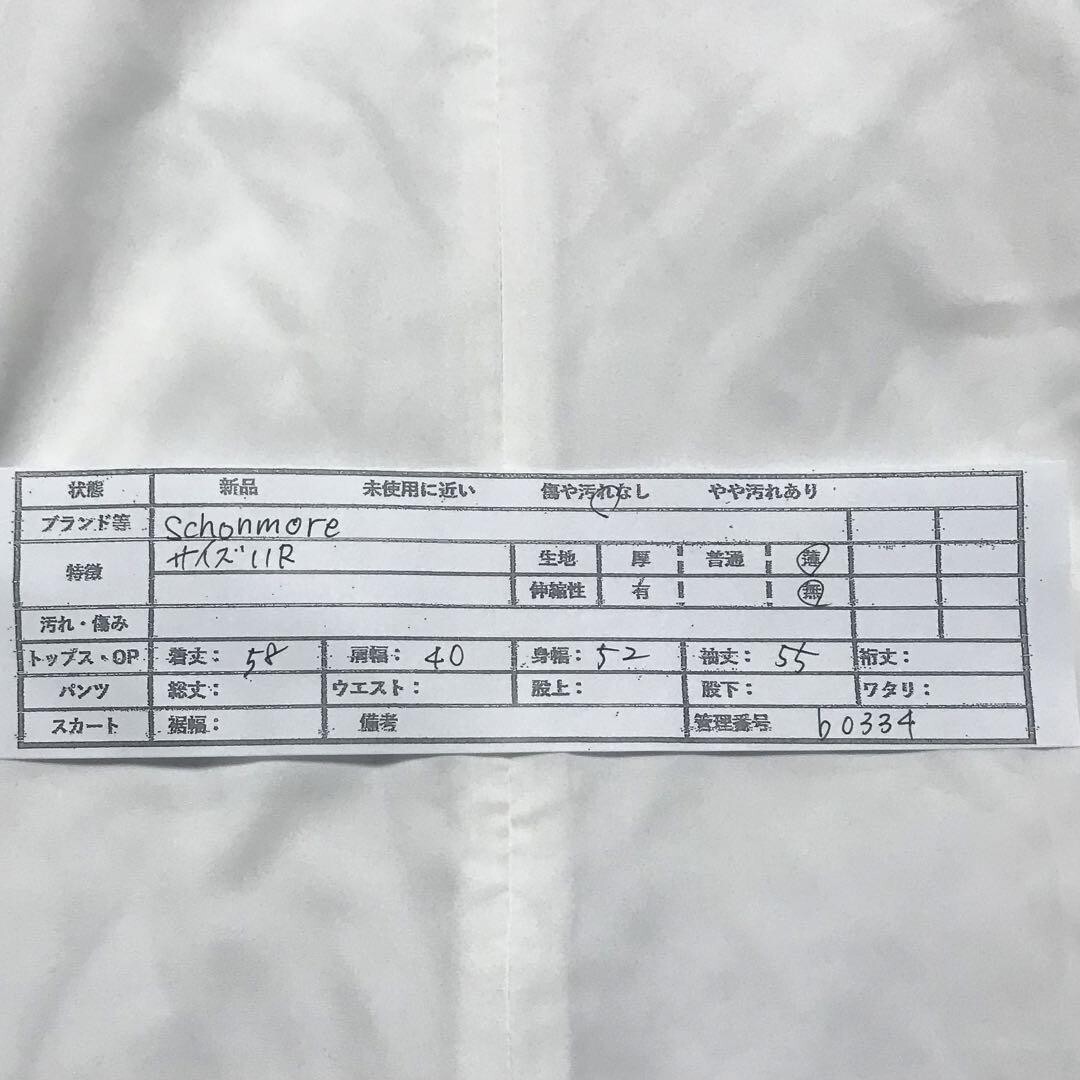 状態 新品 未使用に近い 傷や汚れなし やや汚れあり
ブランド等 Schonmore
特徴 サイズ11R 生地 厚 普通 薄
伸縮性 有 無
汚れ・傷み
トップス・OP 着丈: 58 肩幅: 40 身幅: 52 袖丈: 55 裄丈:
パンツ 総丈: ウエスト: 股上: 股下: ワタリ:
スカート 裾幅: 備考 管理番号 b0334